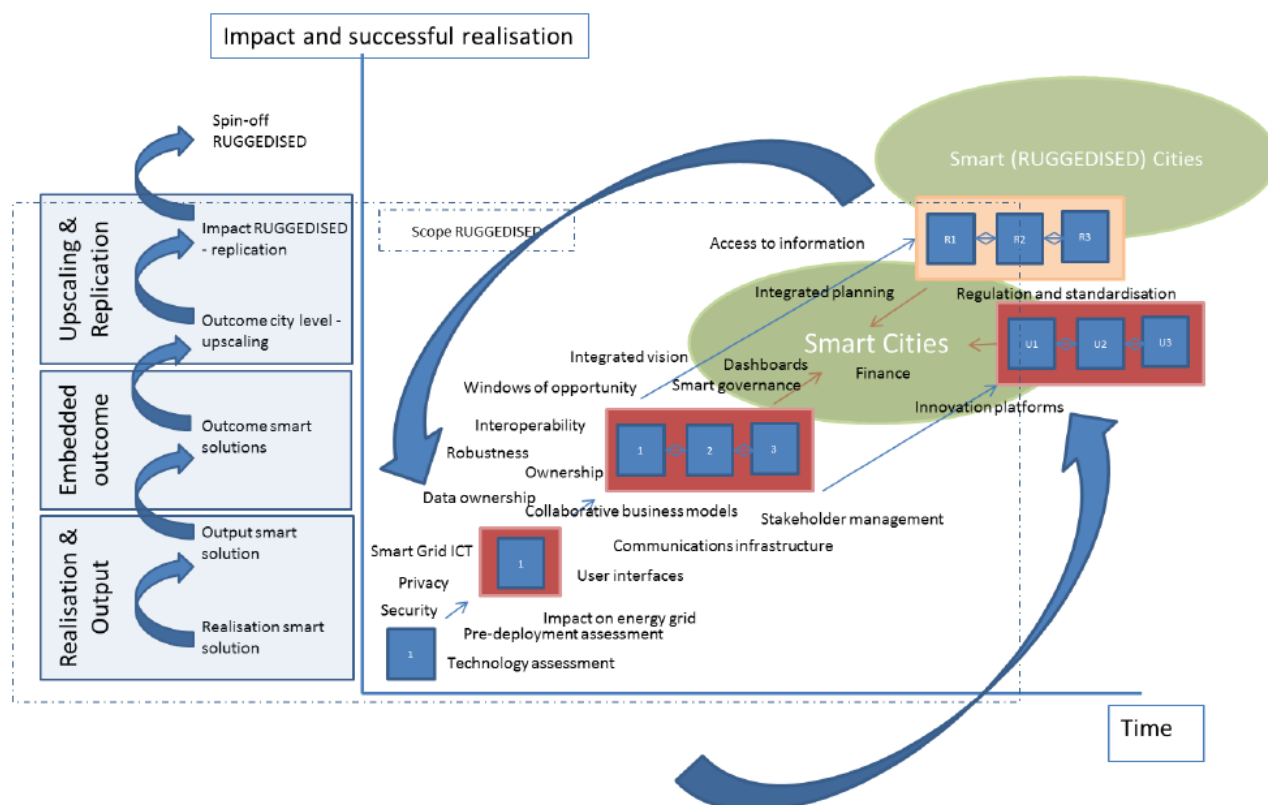 Impact and successful realisation
Spin-off
RUGGEDISED
Upscaling &
Replication
Impact RUGGEDISED
- replication
Outcome city level -
upscaling
Embedded
outcome
Outcome smart
solutions
Realisation &
Output
Output smart
solution
Realisation smart
solution
Scope RUGGEDISED
Smart (RUGGEDISED) Cities
R1
R2
R3
Access to information
Integrated planning
Regulation and standardisation
Smart Cities
U1
U2
U3
Integrated vision
Dashboards
Windows of opportunity
Smart governance
Finance
Innovation platforms
Interoperability
1
2
3
Robustness
Ownership
Data ownership
Collaborative business models
Stakeholder management
Smart Grid ICT
1
Communications infrastructure
Privacy
User interfaces
Security
Impact on energy grid
Pre-deployment assessment
1
Technology assessment
Time